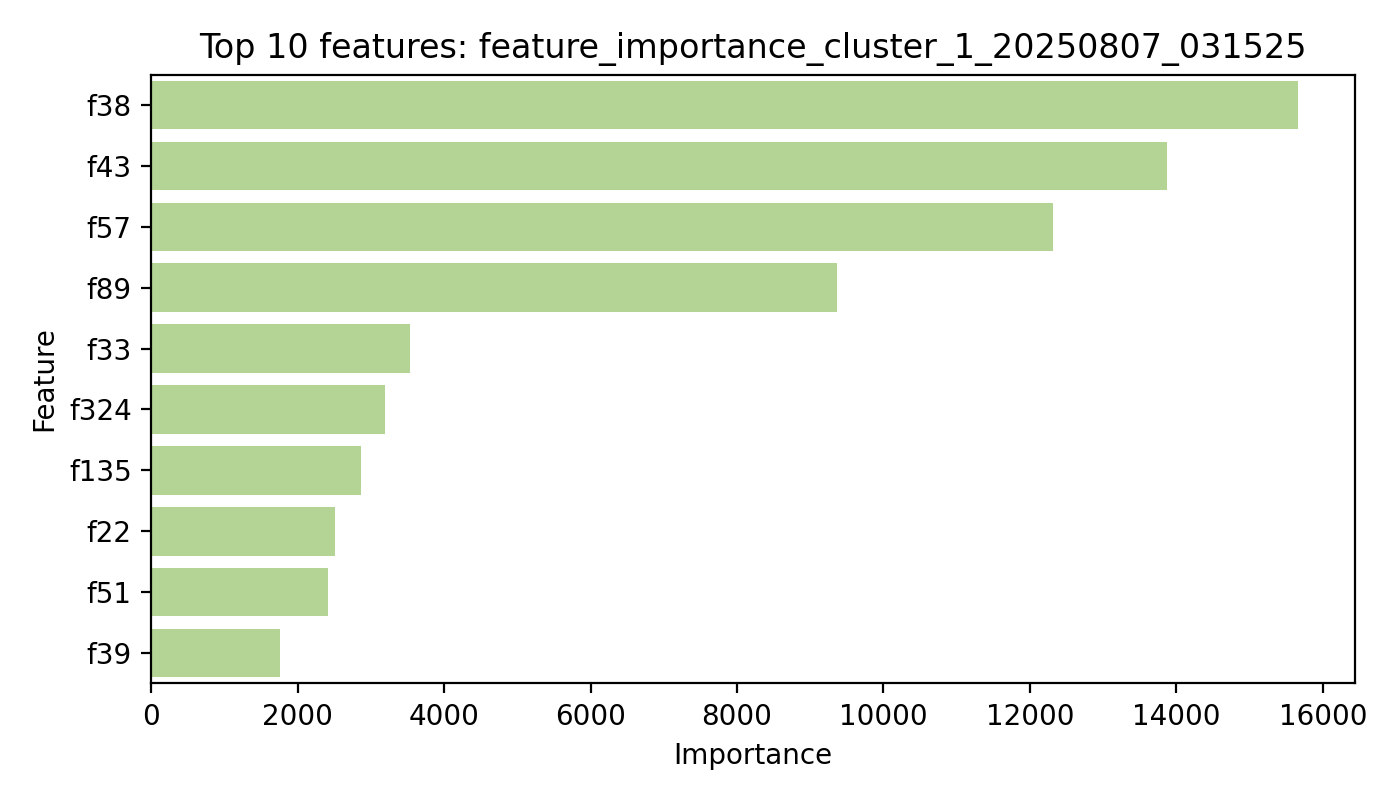 Top 10 features: feature_importance_cluster_1_20250807_031525
Feature
f38
f43
f57
f89
f33
f324
f135
f22
f51
f39
0 2000 4000 6000 8000 10000 12000 14000 16000
Importance